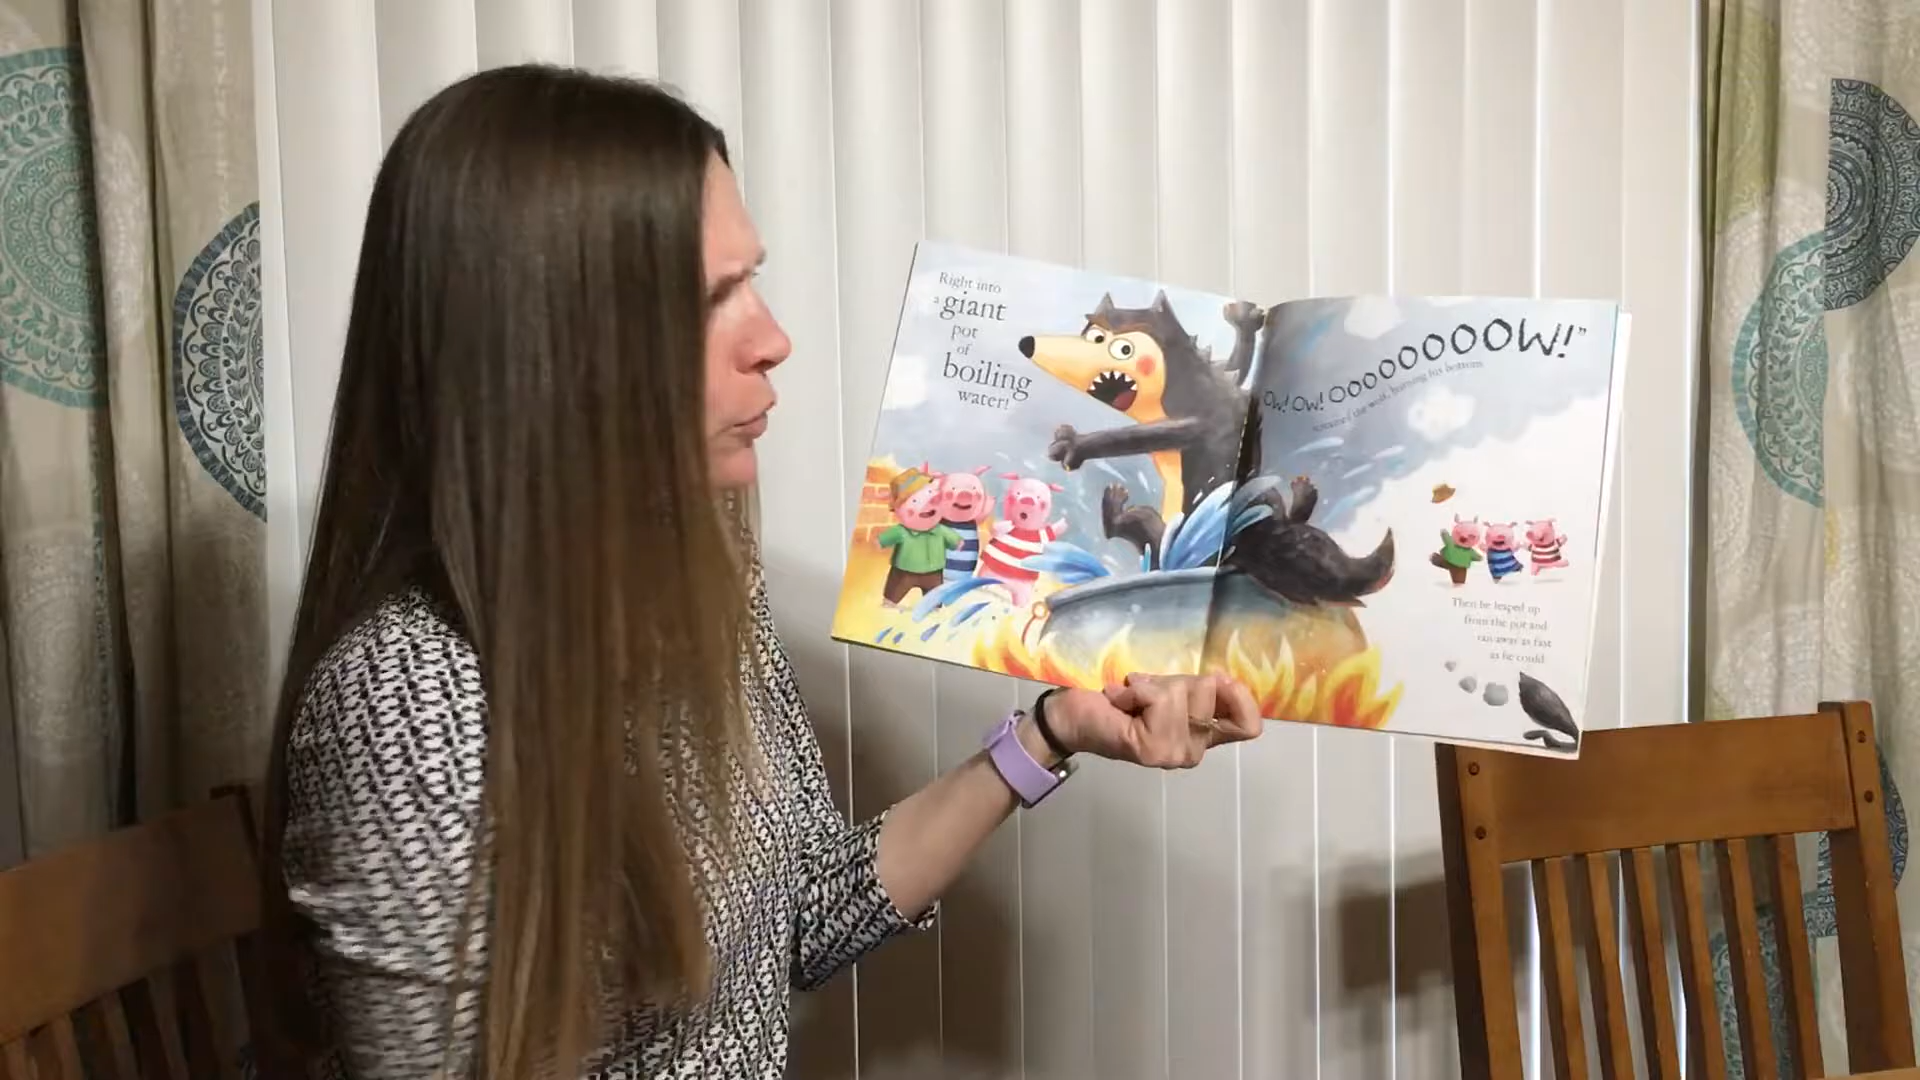 Right into
a giant
pot
of
boiling
water!
OW! OW! OOOOOOOOOW!"
screamed the wolf, burning his bottom.
Then he leaped up
from the pot and
ran away as fast
as he could.